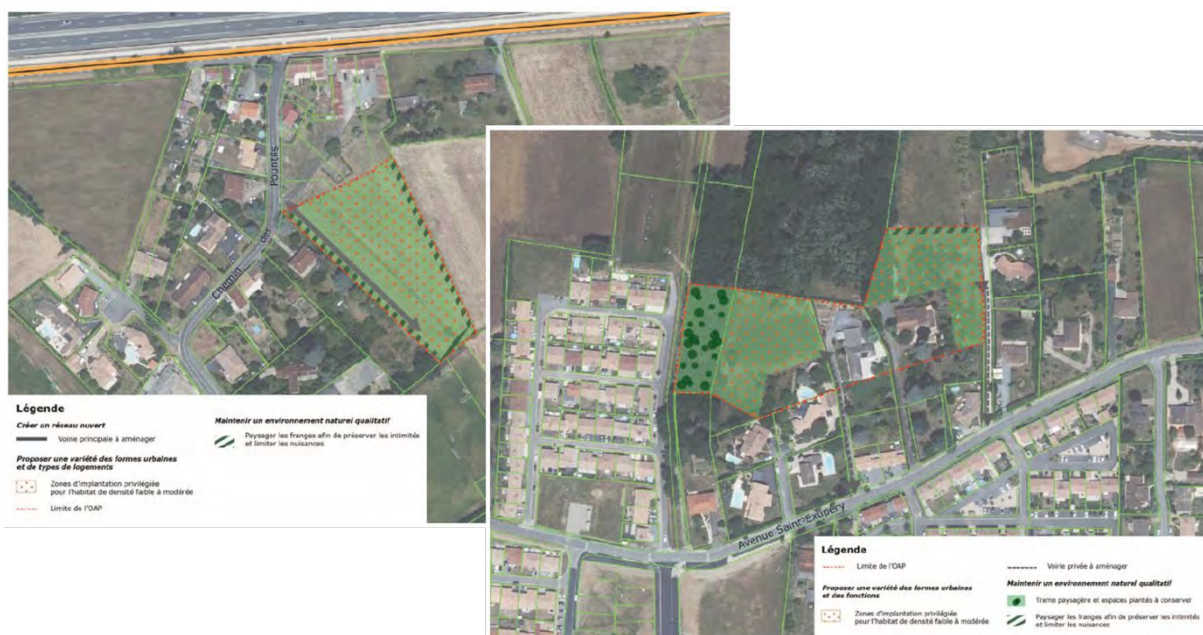 Pountils
Chemin des
Légende
Créer un réseau ouvert
Voirie principale à aménager
Proposer une variété des formes urbaines
et de types de logements
Zones d'implantation privilégiée
pour l'habitat de densité faible à modérée
Limite de l'OAP
Maintenir un environnement naturel qualitatif
Paysager les franges afin de préserver les intimités
et limiter les nuisances
Avenue Saint-Exupéry
Légende
Limite de l'OAP
Proposer une variété des formes urbaines
et des fonctions
Zones d'implantation privilégiée
pour l'habitat de densité faible à modérée
Voirie privée à aménager
Maintenir un environnement naturel qualitatif
Trame paysagère et espaces plantés à conserver
Paysager les franges afin de préserver les intimités
et limiter les nuisances